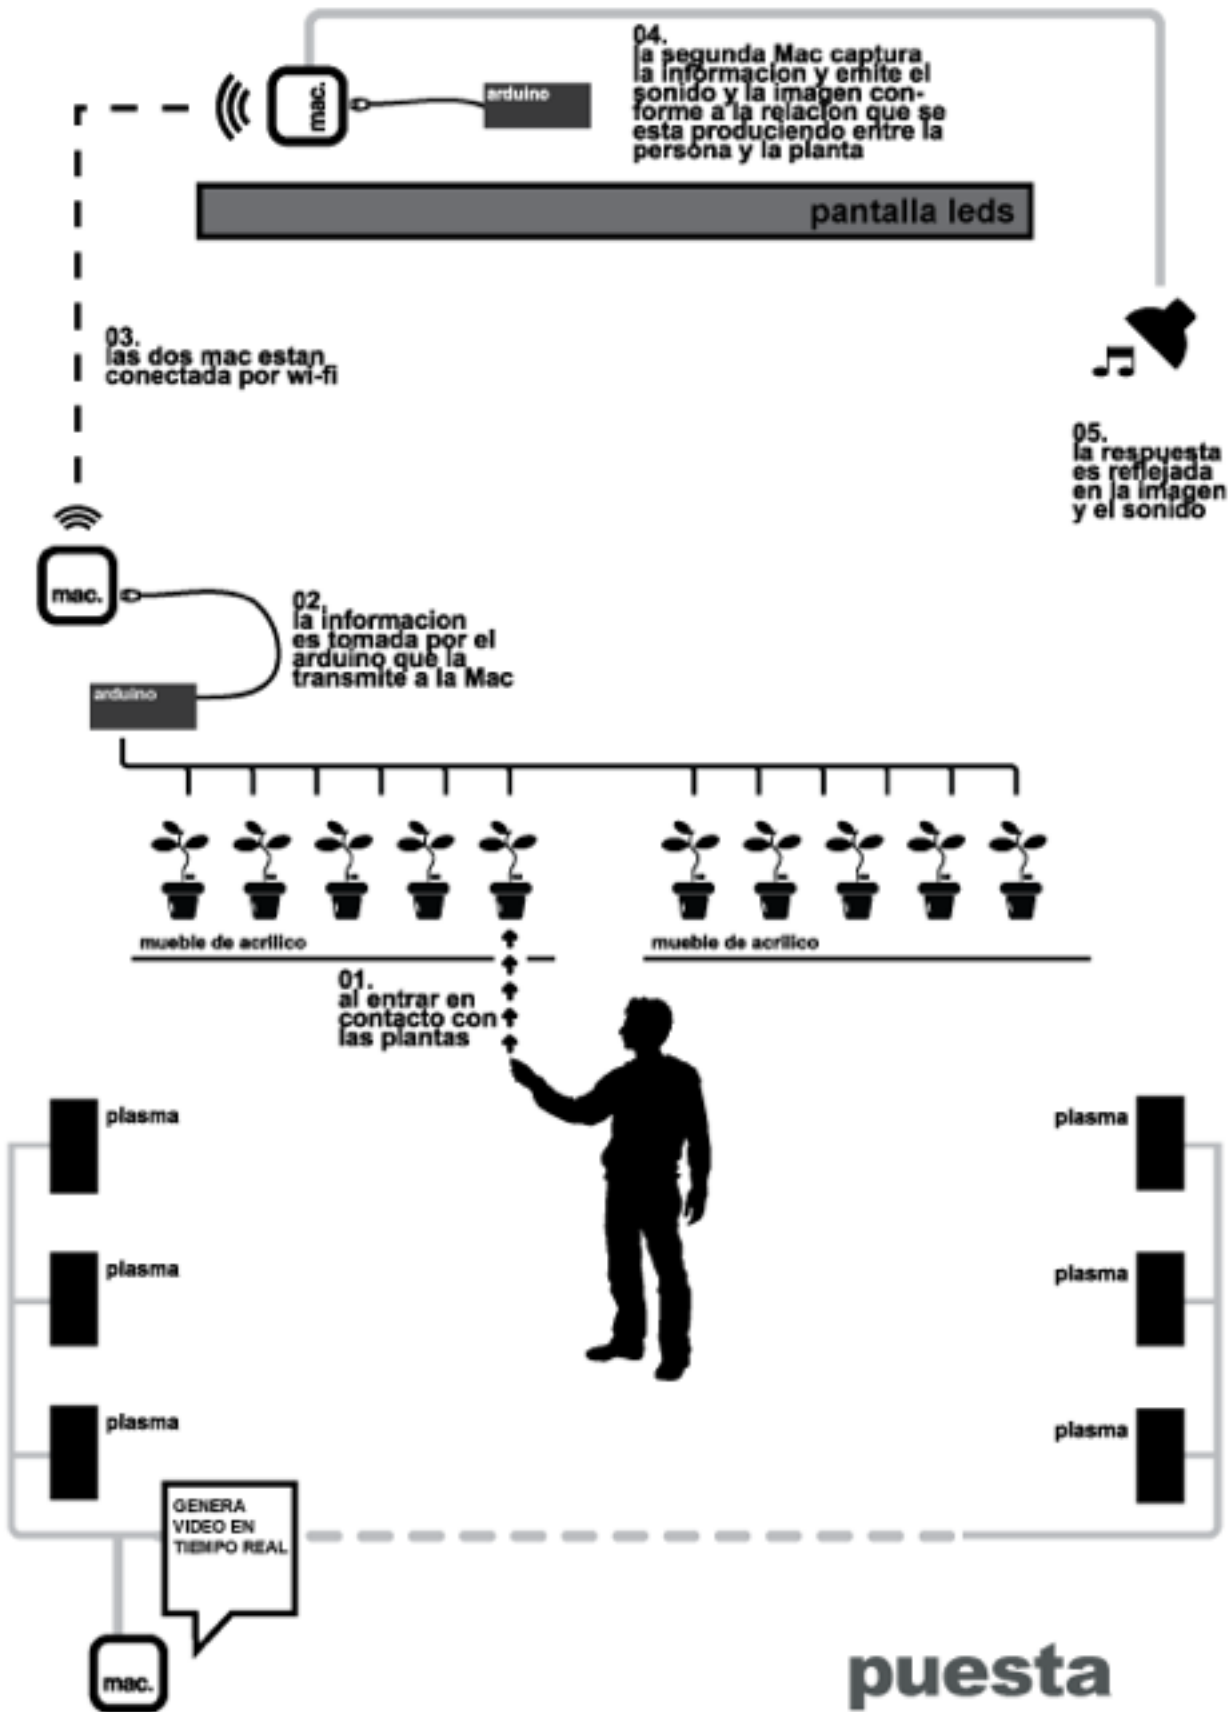 04.
la segunda Mac captura
la informacion y emite el
sonido y la imagen con-
forme a la relacion que se
esta produciendo entre la
persona y la planta
mac.
arduino
pantalla leds
03.
las dos mac estan
conectada por wi-fi
05.
la respuesta
es reflejada
en la imagen
y el sonido
mac.
02.
la informacion
es tomada por el
arduino que la
transmite a la Mac
arduino
mueble de acrilico
mueble de acrilico
01.
al entrar en
contacto con
las plantas
plasma
plasma
plasma
plasma
plasma
plasma
GENERA
VIDEO EN
TIEMPO REAL
mac.
puesta